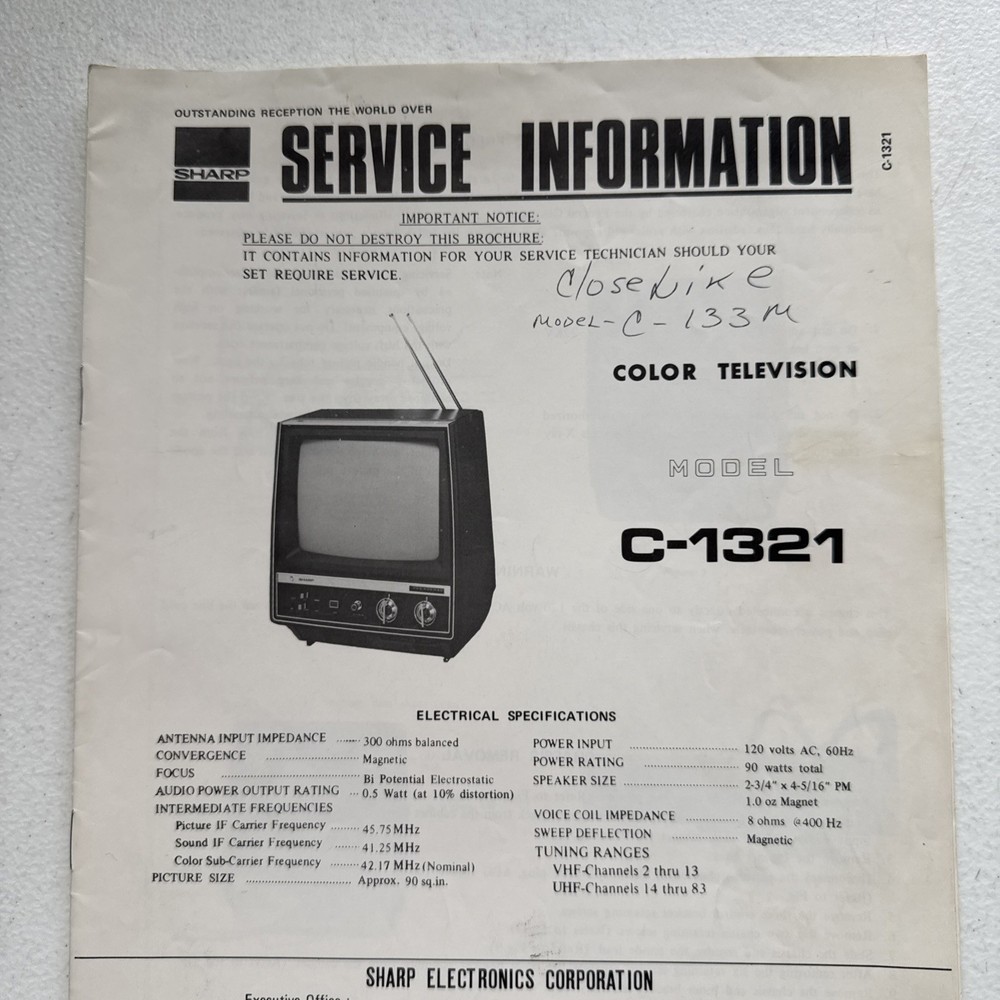 OUTSTANDING RECEPTION THE WORLD OVER
SHARP
SERVICE INFORMATION
C-1321
IMPORTANT NOTICE:
PLEASE DO NOT DESTROY THIS BROCHURE:
IT CONTAINS INFORMATION FOR YOUR SERVICE TECHNICIAN SHOULD YOUR
SET REQUIRE SERVICE.
Close Like
Model-C-133M
COLOR TELEVISION
MODEL
C-1321
SHARP
ELECTRICAL SPECIFICATIONS
ANTENNA INPUT IMPEDANCE ...... 300 ohms balanced
CONVERGENCE ...................... Magnetic
FOCUS ................................. Bi Potential Electrostatic
AUDIO POWER OUTPUT RATING ... 0.5 Watt (at 10% distortion)
INTERMEDIATE FREQUENCIES
Picture IF Carrier Frequency ........ 45.75 MHz
Sound IF Carrier Frequency ......... 41.25 MHz
Color Sub-Carrier Frequency ........ 42.17 MHz (Nominal)
PICTURE SIZE ......................... Approx. 90 sq.in.
POWER INPUT .......................... 120 volts AC, 60Hz
POWER RATING ...................... 90 watts total
SPEAKER SIZE .......................... 2-3/4" x 4-5/16" PM
1.0 oz Magnet
VOICE COIL IMPEDANCE ............ 8 ohms @400 Hz
SWEEP DEFLECTION ................ Magnetic
TUNING RANGES
VHF-Channels 2 thru 13
UHF-Channels 14 thru 83
SHARP ELECTRONICS CORPORATION
Executive Office: